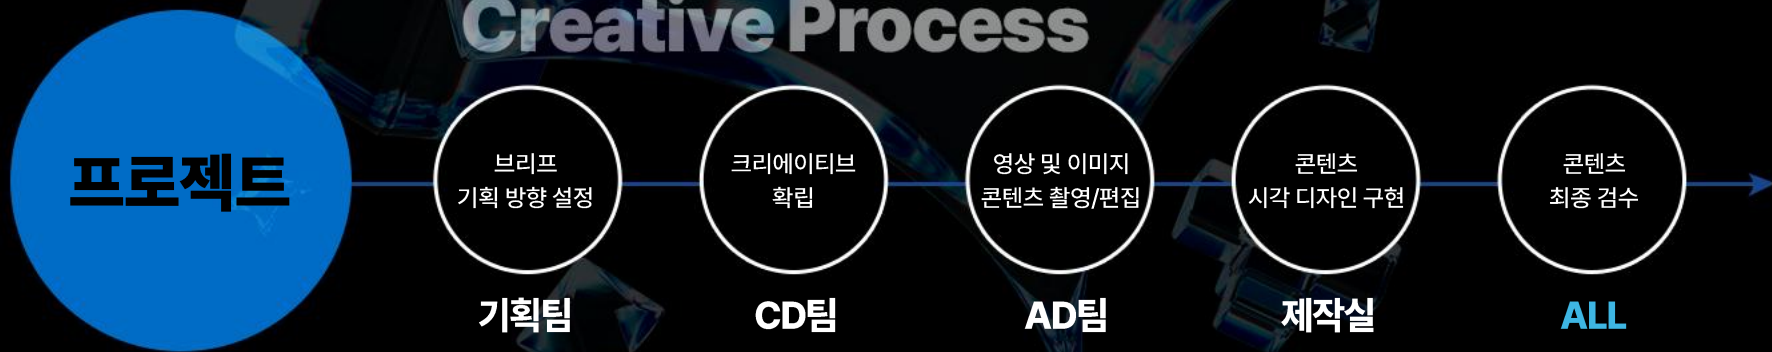 Creative Process
프로젝트
브리프
기획 방향 설정
기획팀
크리에이티브
확립
CD팀
영상 및 이미지
콘텐츠 촬영/편집
AD팀
콘텐츠
시각 디자인 구현
제작실
콘텐츠
최종 검수
ALL